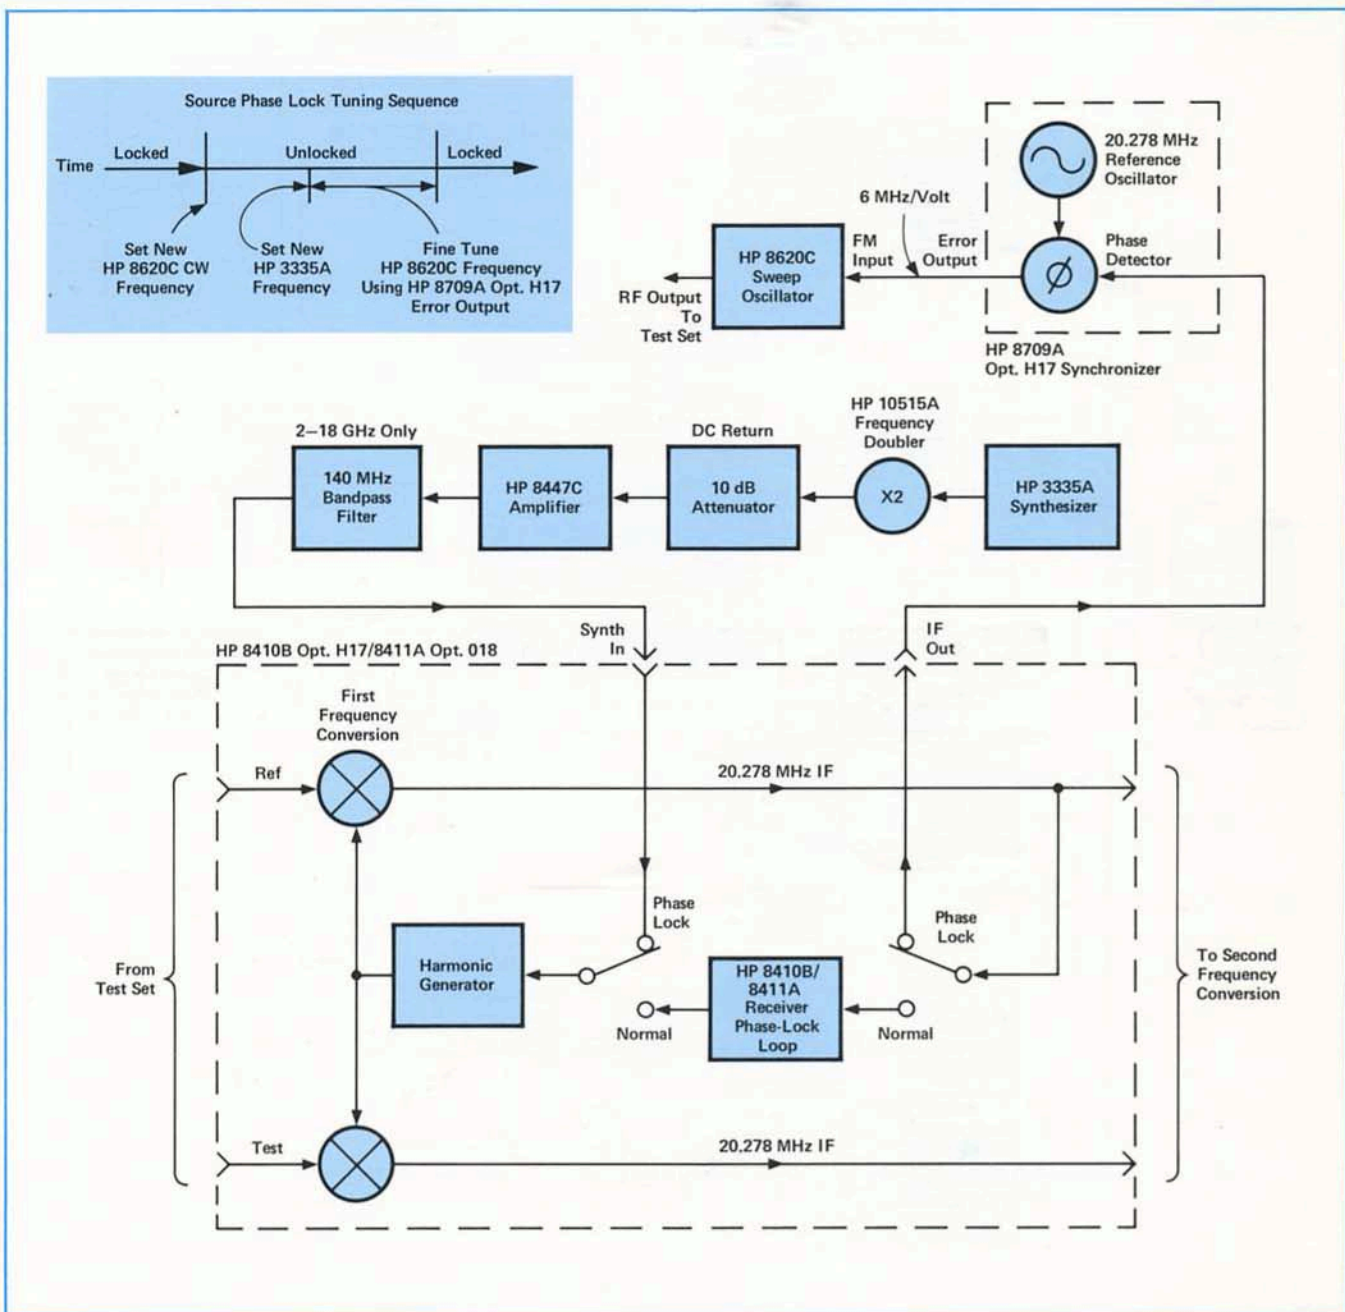 Source Phase Lock Tuning Sequence
Time
Locked
Unlocked
Locked
Set New
HP 8620C CW
Frequency
Set New
HP 3335A
Frequency
Fine Tune
HP 8620C Frequency
Using HP 8709A Opt. H17
Error Output
20.278 MHz
Reference
Oscillator
6 MHz/Volt
FM
Input
Error
Output
Phase
Detector
HP 8620C
Sweep
Oscillator
ø
RF Output
To
Test Set
HP 8709A
Opt. H17 Synchronizer
2–18 GHz Only
140 MHz
Bandpass
Filter
HP 8447C
Amplifier
DC Return
10 dB
Attenuator
HP 10515A
Frequency
Doubler
X2
HP 3335A
Synthesizer
Synth
In
IF
Out
HP 8410B Opt. H17/8411A Opt. 018
First
Frequency
Conversion
Ref
20.278 MHz IF
Phase
Lock
Phase
Lock
From
Test Set
Harmonic
Generator
Normal
HP 8410B/
8411A
Receiver
Phase-Lock
Loop
Normal
To Second
Frequency
Conversion
Test
20.278 MHz IF